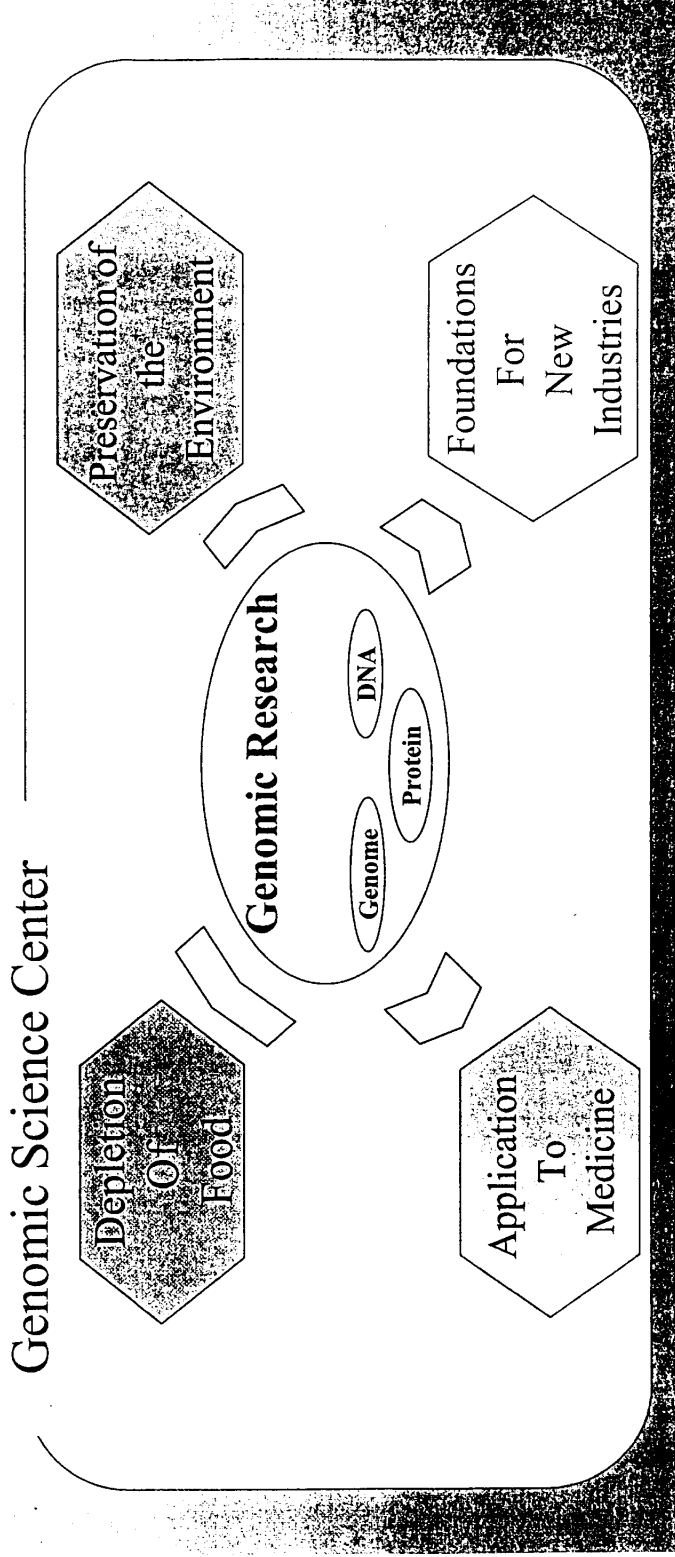 Genomic Science Center
Depletion
Of
Food
Preservation of
the
Environment
Genomic Research
Genome
DNA
Protein
Application
To
Medicine
Foundations
For
New
Industries